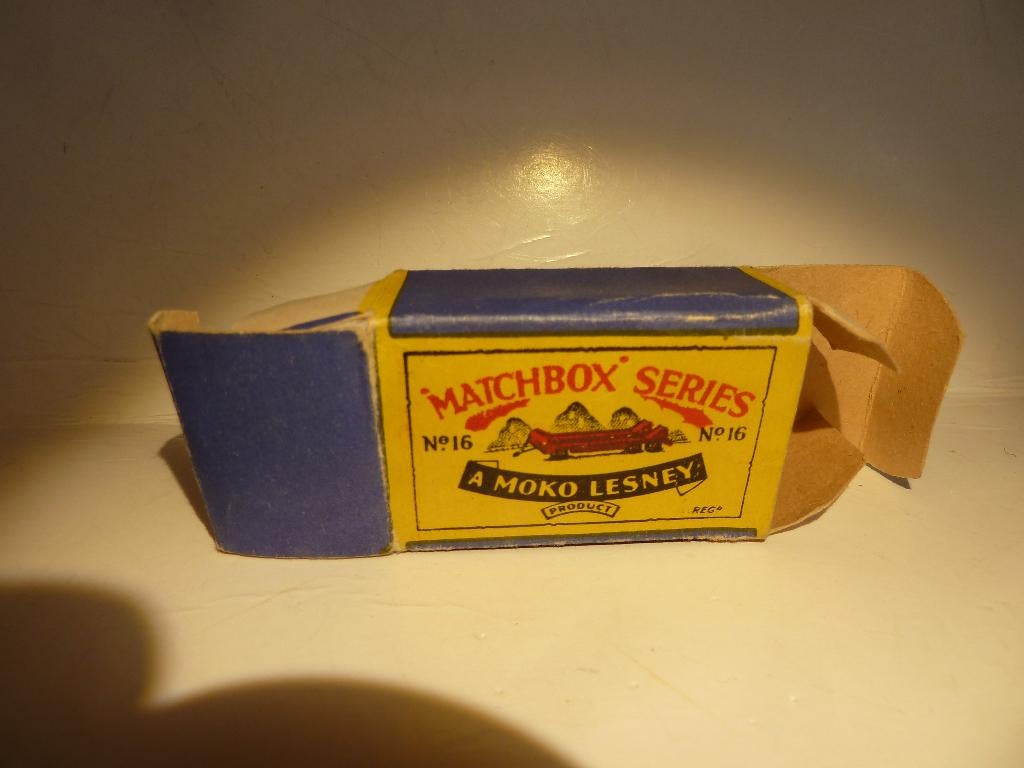 "MATCHBOX" SERIES
Nº16 Nº16
A MOKO LESNEY
PRODUCT
REGD